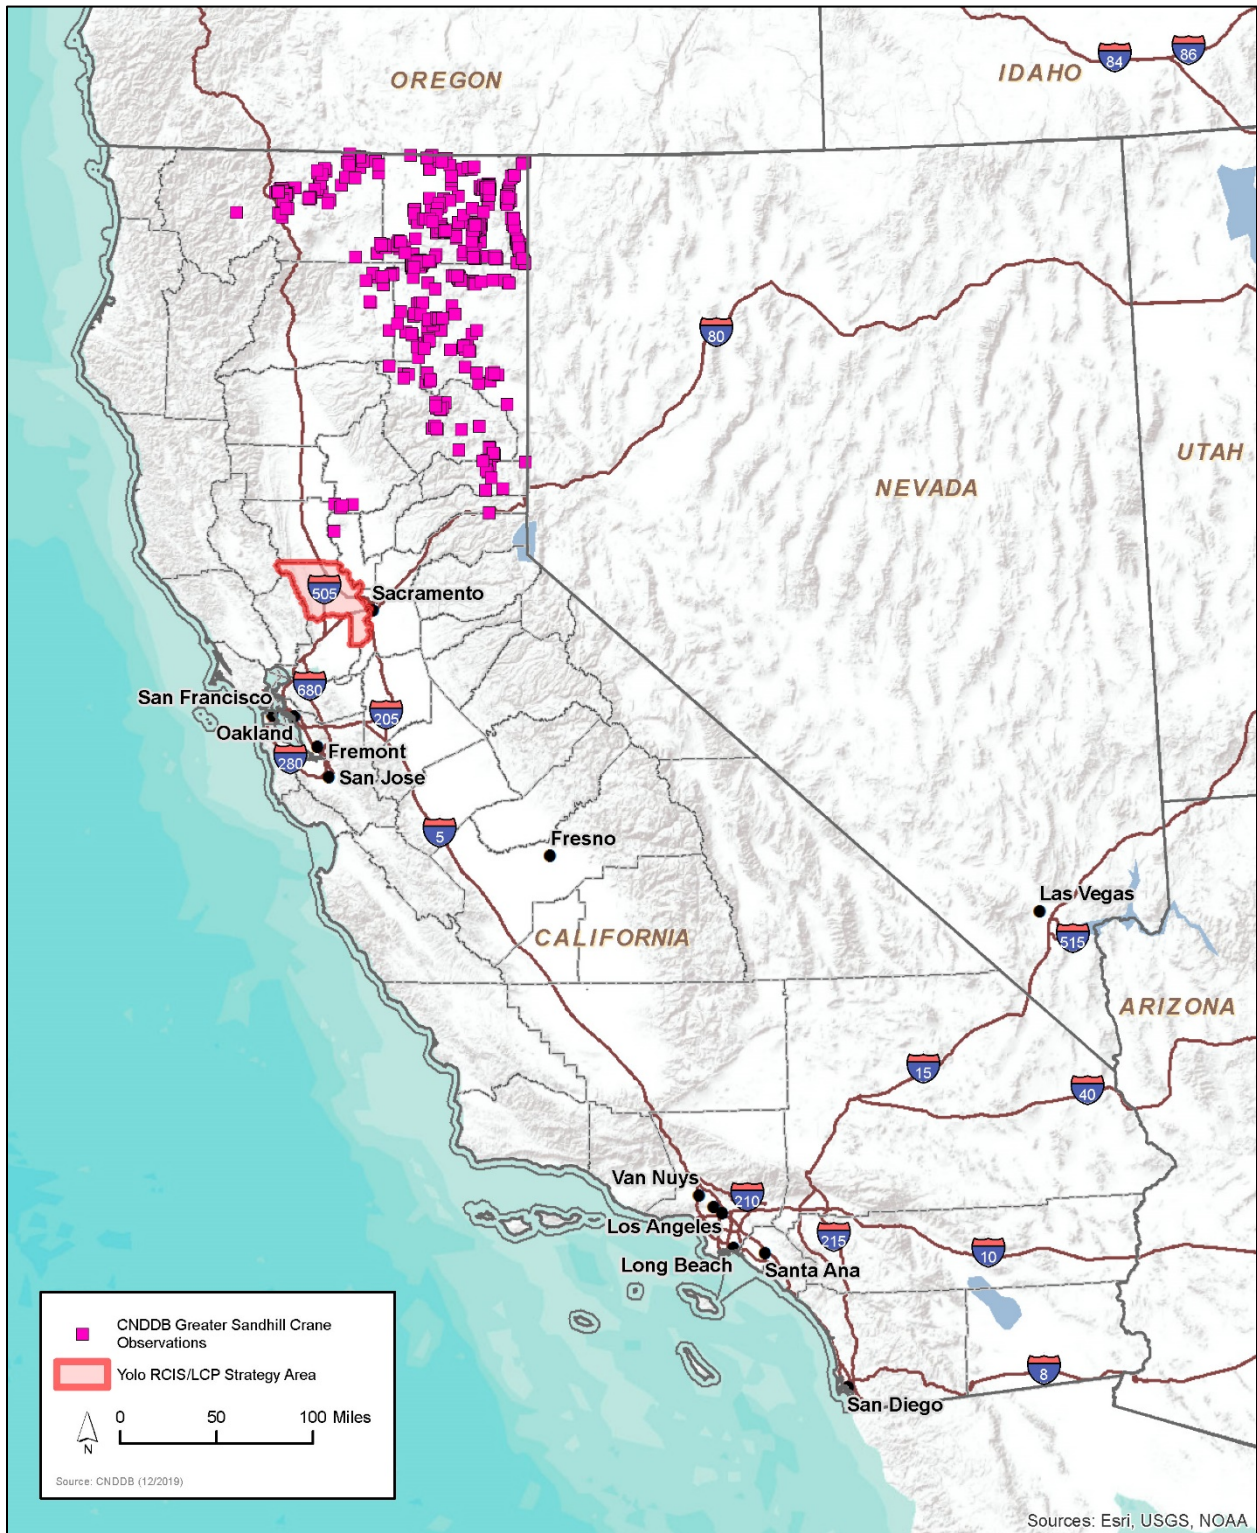 OREGON
IDAHO
84
86
80
UTAH
NEVADA
505
Sacramento
680
San Francisco
205
Oakland
Fremont
280
San Jose
5
Fresno
Las Vegas
CALIFORNIA
515
ARIZONA
15
40
Van Nuys
210
Los Angeles
215
10
Long Beach
Santa Ana
CNDDB Greater Sandhill Crane
Observations
Yolo RCIS/LCP Strategy Area
8
San Diego
0 50 100 Miles
N
Source: CNDDB (12/2019)
Sources: Esri, USGS, NOAA